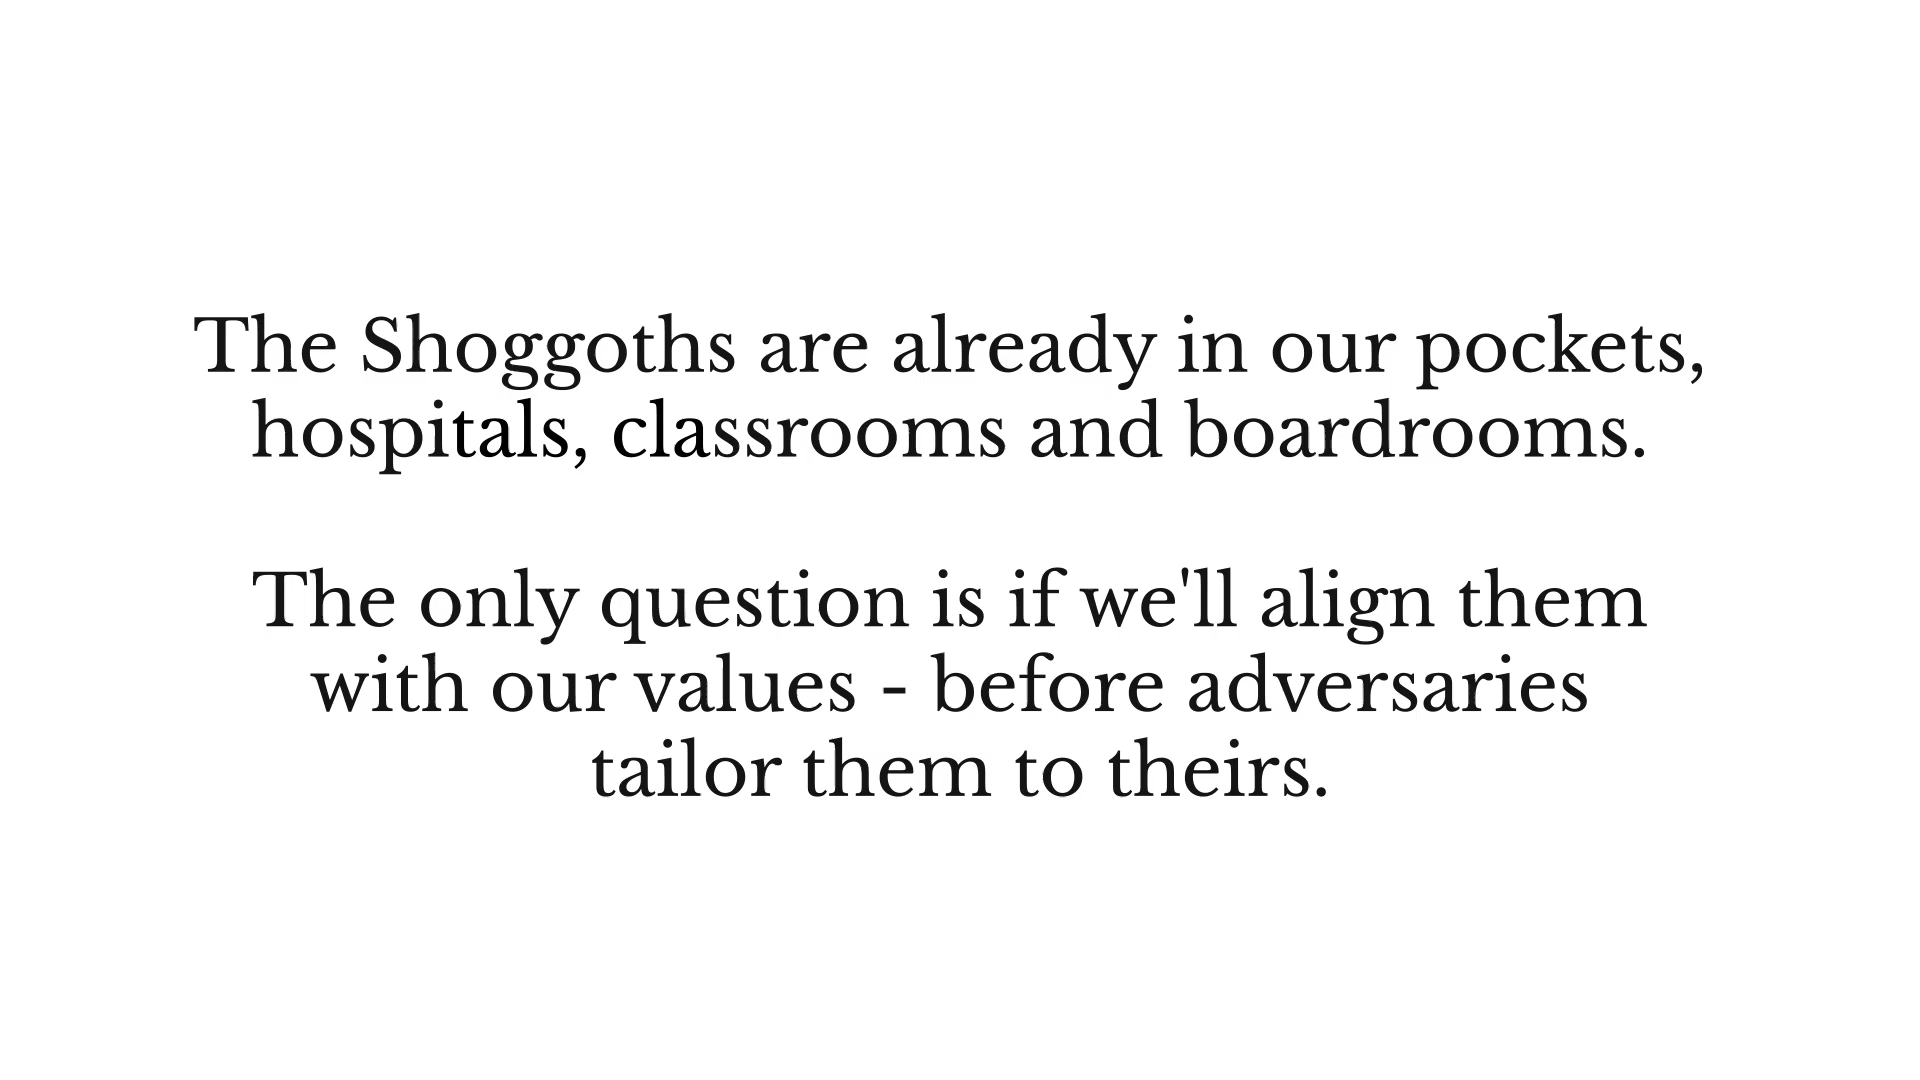 The Shoggoths are already in our pockets,
hospitals, classrooms and boardrooms.
The only question is if we'll align them
with our values - before adversaries
tailor them to theirs.